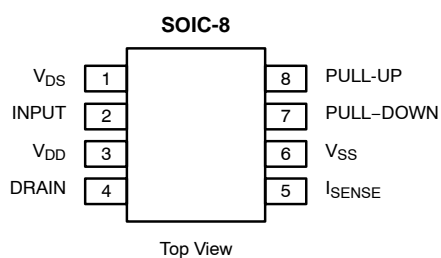 SOIC-8
VDS 1 8 PULL-UP
INPUT 2 7 PULL–DOWN
VDD 3 6 VSS
DRAIN 4 5 ISENSE
Top View